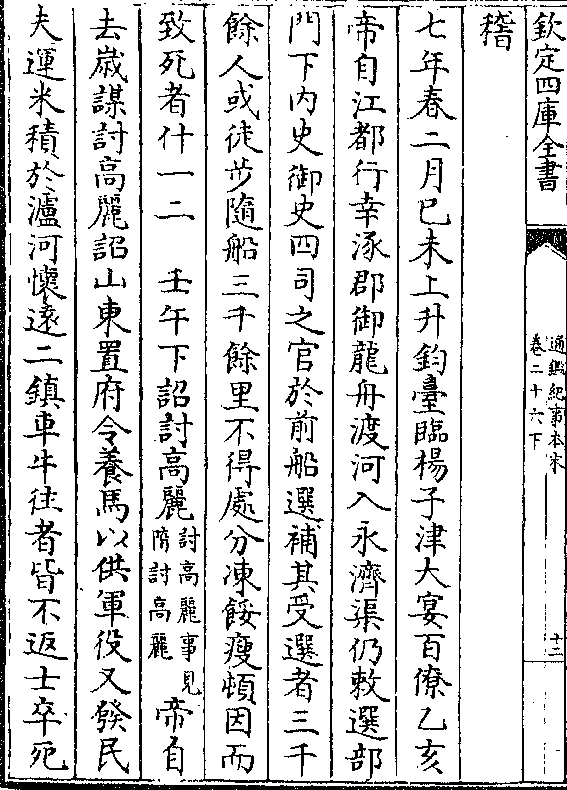 欽定四庫全書
通鑑紀事本末
卷二十六下
十二
稽
七年春二月巳未上升釣臺臨楊子津大宴百僚乙亥
帝自江都行幸涿郡御龍舟渡河入永濟渠仍敕選部
門下内史御史四司之官於前船選補其受選者三千
餘人或徒步隨船三千餘里不得處分凍餒疲頓因而
致死者什一二　壬午下詔討高麗討高麗事見隋討高麗帝自
去歲謀討高麗詔山東置府令養馬以供軍役又發民
夫運米積於瀘河懷遠二鎮車牛往者皆不返士卒死